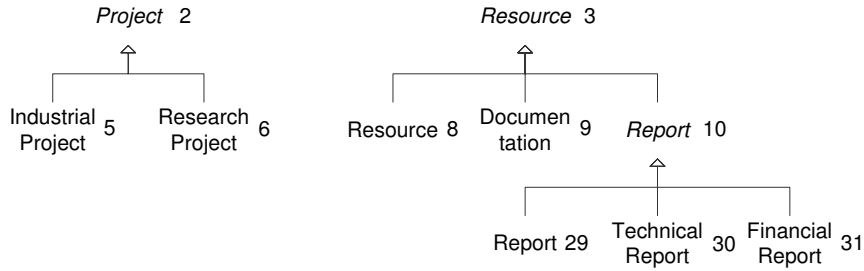 Project 2
Resource 3
Industrial
Project 5
Research
Project 6
Resource 8
Documen
tation 9
Report 10
Report 29
Technical
Report 30
Financial
Report 31